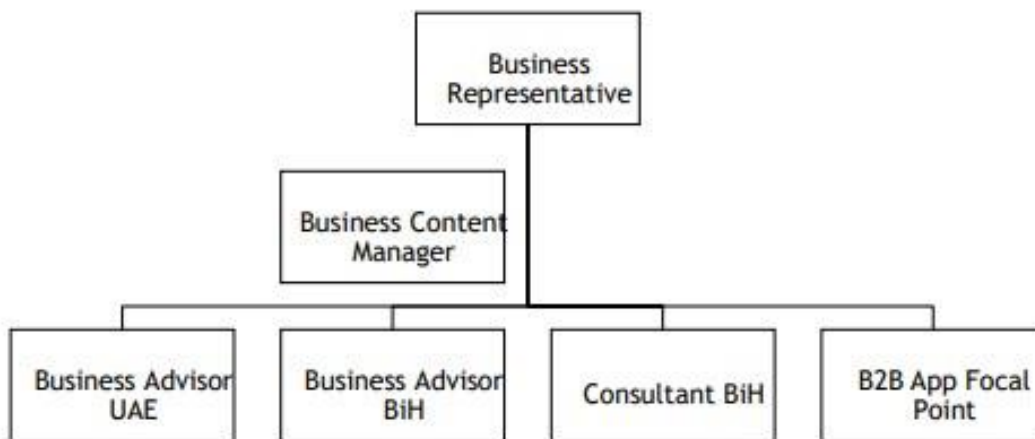 Business
Representative
Business Content
Manager
Business Advisor
UAE
Business Advisor
BiH
Consultant BiH
B2B App Focal
Point